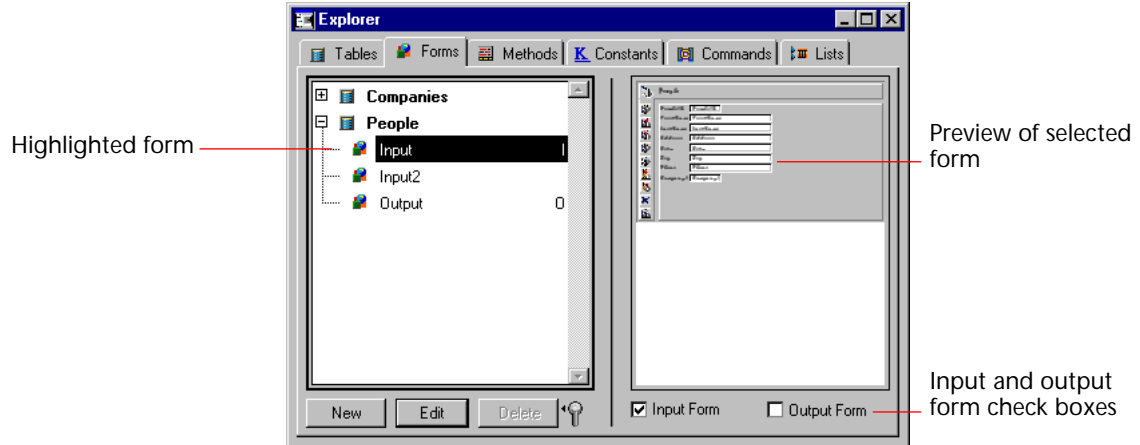 Explorer
Tables Forms Methods K Constants Commands Lists
Companies
People
Input I
Input2
Output O
Highlighted form
Preview of selected
form
New Edit Delete
Input Form Output Form
Input and output
form check boxes